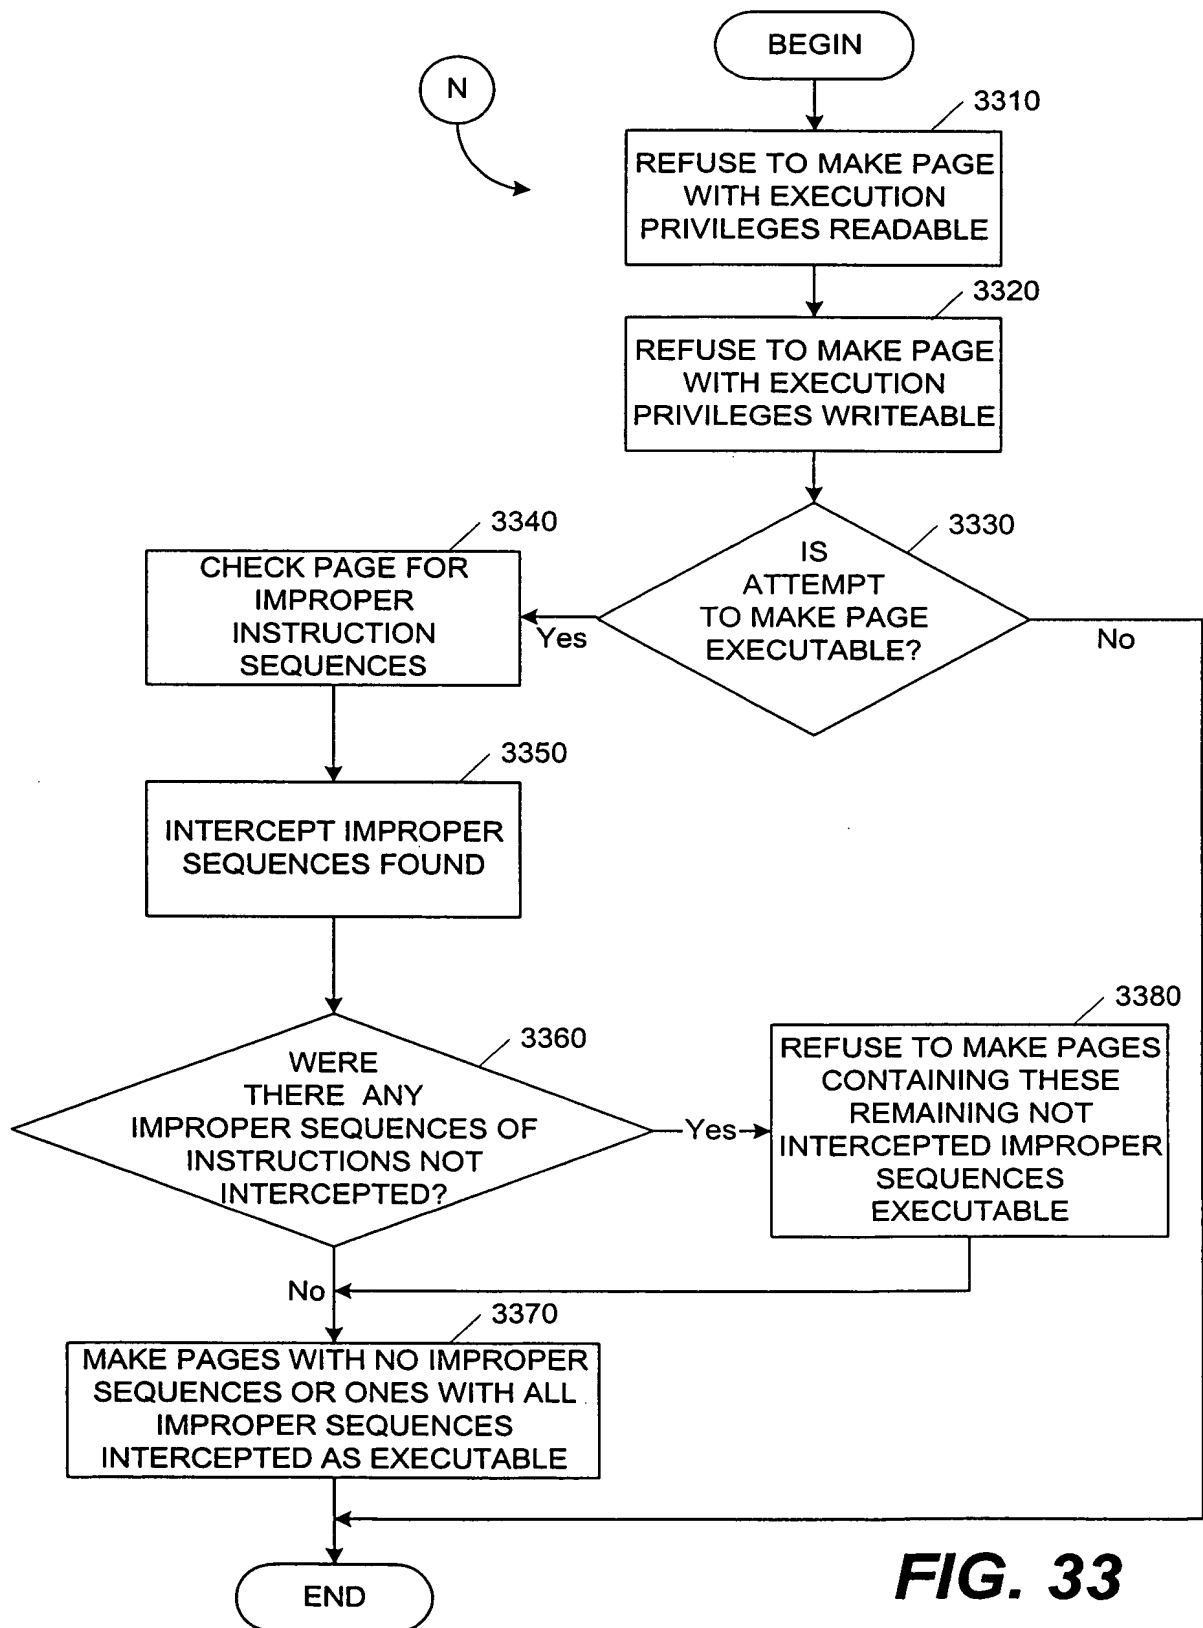 BEGIN
N
3310
REFUSE TO MAKE PAGE
WITH EXECUTION
PRIVILEGES READABLE
3320
REFUSE TO MAKE PAGE
WITH EXECUTION
PRIVILEGES WRITEABLE
3330
IS
ATTEMPT
TO MAKE PAGE
EXECUTABLE?
Yes
No
3340
CHECK PAGE FOR
IMPROPER
INSTRUCTION
SEQUENCES
3350
INTERCEPT IMPROPER
SEQUENCES FOUND
3360
WERE
THERE ANY
IMPROPER SEQUENCES OF
INSTRUCTIONS NOT
INTERCEPTED?
Yes
3380
REFUSE TO MAKE PAGES
CONTAINING THESE
REMAINING NOT
INTERCEPTED IMPROPER
SEQUENCES
EXECUTABLE
No
3370
MAKE PAGES WITH NO IMPROPER
SEQUENCES OR ONES WITH ALL
IMPROPER SEQUENCES
INTERCEPTED AS EXECUTABLE
END
FIG. 33